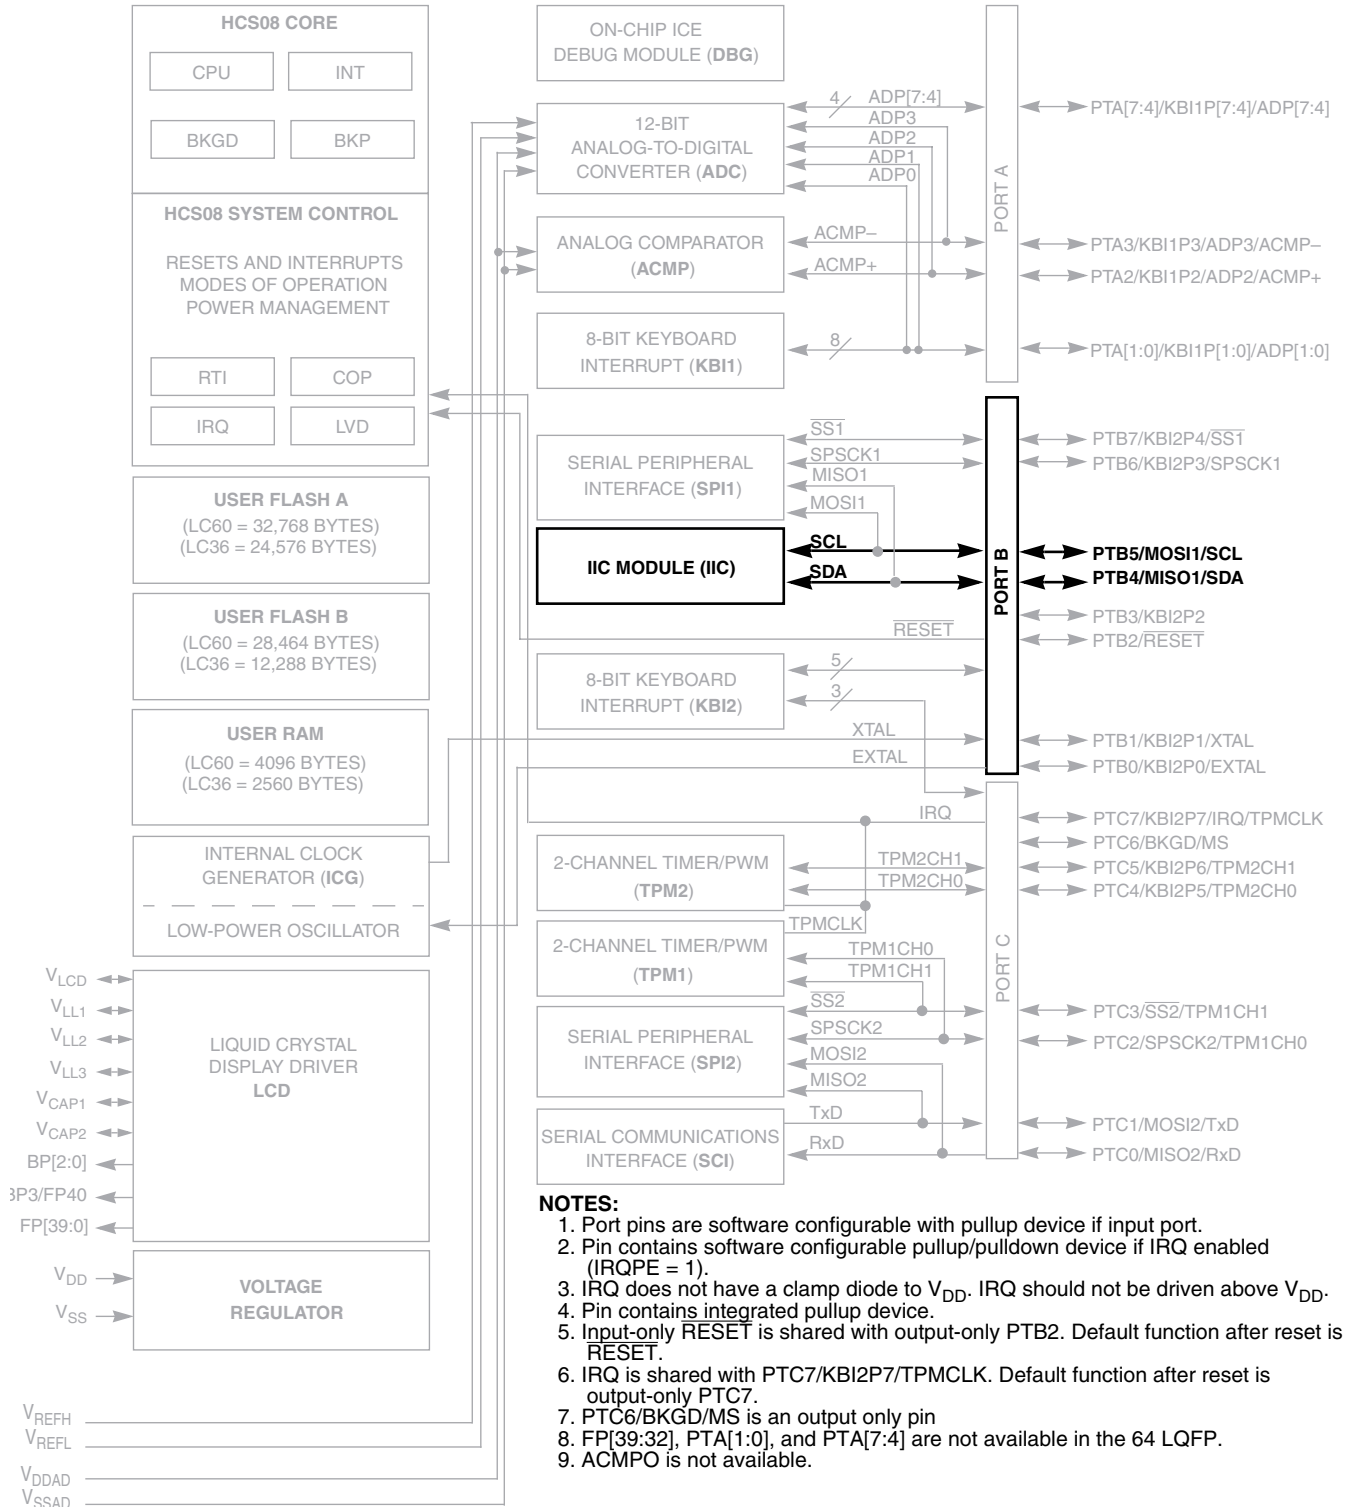 HCS08 CORE
CPU
INT
BKGD
BKP
HCS08 SYSTEM CONTROL
RESETS AND INTERRUPTS
MODES OF OPERATION
POWER MANAGEMENT
RTI
COP
IRQ
LVD
USER FLASH A
(LC60 = 32,768 BYTES)
(LC36 = 24,576 BYTES)
USER FLASH B
(LC60 = 28,464 BYTES)
(LC36 = 12,288 BYTES)
USER RAM
(LC60 = 4096 BYTES)
(LC36 = 2560 BYTES)
INTERNAL CLOCK
GENERATOR (ICG)
LOW-POWER OSCILLATOR
VLCD
VLL1
VLL2
VLL3
VCAP1
VCAP2
BP[2:0]
BP3/FP40
FP[39:0]
LIQUID CRYSTAL
DISPLAY DRIVER
LCD
VDD
VSS
VOLTAGE
REGULATOR
VREFH
VREFL
VDDAD
VSSAD
ON-CHIP ICE
DEBUG MODULE (DBG)
12-BIT
ANALOG-TO-DIGITAL
CONVERTER (ADC)
4
ADP[7:4]
ADP3
ADP2
ADP1
ADP0
ANALOG COMPARATOR
(ACMP)
ACMP–
ACMP+
8-BIT KEYBOARD
INTERRUPT (KBI1)
8
SERIAL PERIPHERAL
INTERFACE (SPI1)
SS1
SPSCK1
MISO1
MOSI1
IIC MODULE (IIC)
SCL
SDA
RESET
8-BIT KEYBOARD
INTERRUPT (KBI2)
5
3
XTAL
EXTAL
IRQ
2-CHANNEL TIMER/PWM
(TPM2)
TPM2CH1
TPM2CH0
TPMCLK
2-CHANNEL TIMER/PWM
(TPM1)
TPM1CH0
TPM1CH1
SERIAL PERIPHERAL
INTERFACE (SPI2)
SS2
SPSCK2
MOSI2
MISO2
SERIAL COMMUNICATIONS
INTERFACE (SCI)
TxD
RxD
PORT A
PORT B
PORT C
PTA[7:4]/KBI1P[7:4]/ADP[7:4]
PTA3/KBI1P3/ADP3/ACMP–
PTA2/KBI1P2/ADP2/ACMP+
PTA[1:0]/KBI1P[1:0]/ADP[1:0]
PTB7/KBI2P4/SS1
PTB6/KBI2P3/SPSCK1
PTB5/MOSI1/SCL
PTB4/MISO1/SDA
PTB3/KBI2P2
PTB2/RESET
PTB1/KBI2P1/XTAL
PTB0/KBI2P0/EXTAL
PTC7/KBI2P7/IRQ/TPMCLK
PTC6/BKGD/MS
PTC5/KBI2P6/TPM2CH1
PTC4/KBI2P5/TPM2CH0
PTC3/SS2/TPM1CH1
PTC2/SPSCK2/TPM1CH0
PTC1/MOSI2/TxD
PTC0/MISO2/RxD
NOTES:
1. Port pins are software configurable with pullup device if input port.
2. Pin contains software configurable pullup/pulldown device if IRQ enabled
(IRQPE = 1).
3. IRQ does not have a clamp diode to VDD. IRQ should not be driven above VDD.
4. Pin contains integrated pullup device.
5. Input-only RESET is shared with output-only PTB2. Default function after reset is
RESET.
6. IRQ is shared with PTC7/KBI2P7/TPMCLK. Default function after reset is
output-only PTC7.
7. PTC6/BKGD/MS is an output only pin
8. FP[39:32], PTA[1:0], and PTA[7:4] are not available in the 64 LQFP.
9. ACMPO is not available.